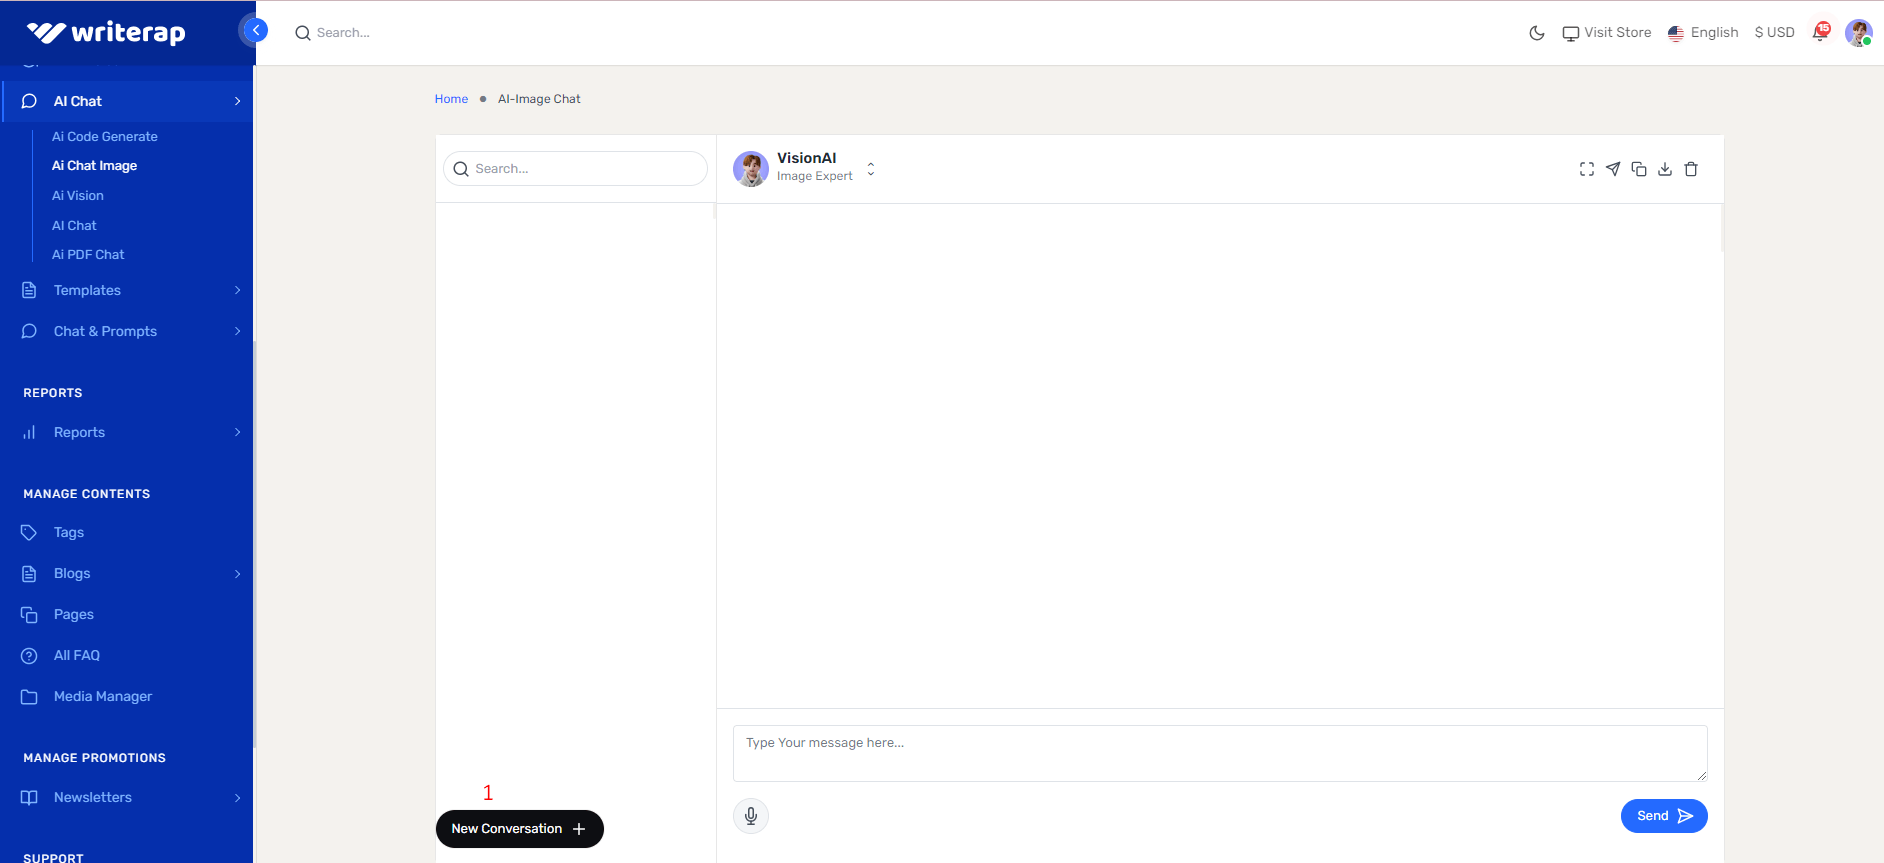 writerap
Search...
Visit Store
English
$ USD
15
AI Chat
Ai Code Generate
Ai Chat Image
Ai Vision
AI Chat
Ai PDF Chat
Templates
Chat & Prompts
REPORTS
Reports
MANAGE CONTENTS
Tags
Blogs
Pages
All FAQ
Media Manager
MANAGE PROMOTIONS
Newsletters
SUPPORT
Home
AI-Image Chat
Search...
VisionAI
Image Expert
Type Your message here...
1
New Conversation
Send